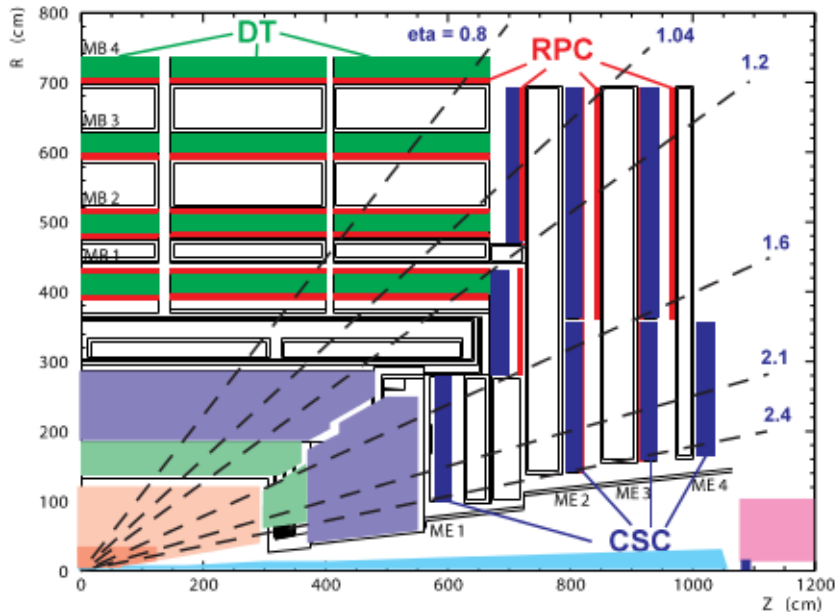 R (cm)
800
700
600
500
400
300
200
100
0
MB 4
MB 3
MB 2
MB 1
DT
eta = 0.8
1.04
RPC
1.2
1.6
2.1
2.4
ME 1
ME 2
ME 3
ME 4
CSC
0
200
400
600
800
1000
1200
Z (cm)